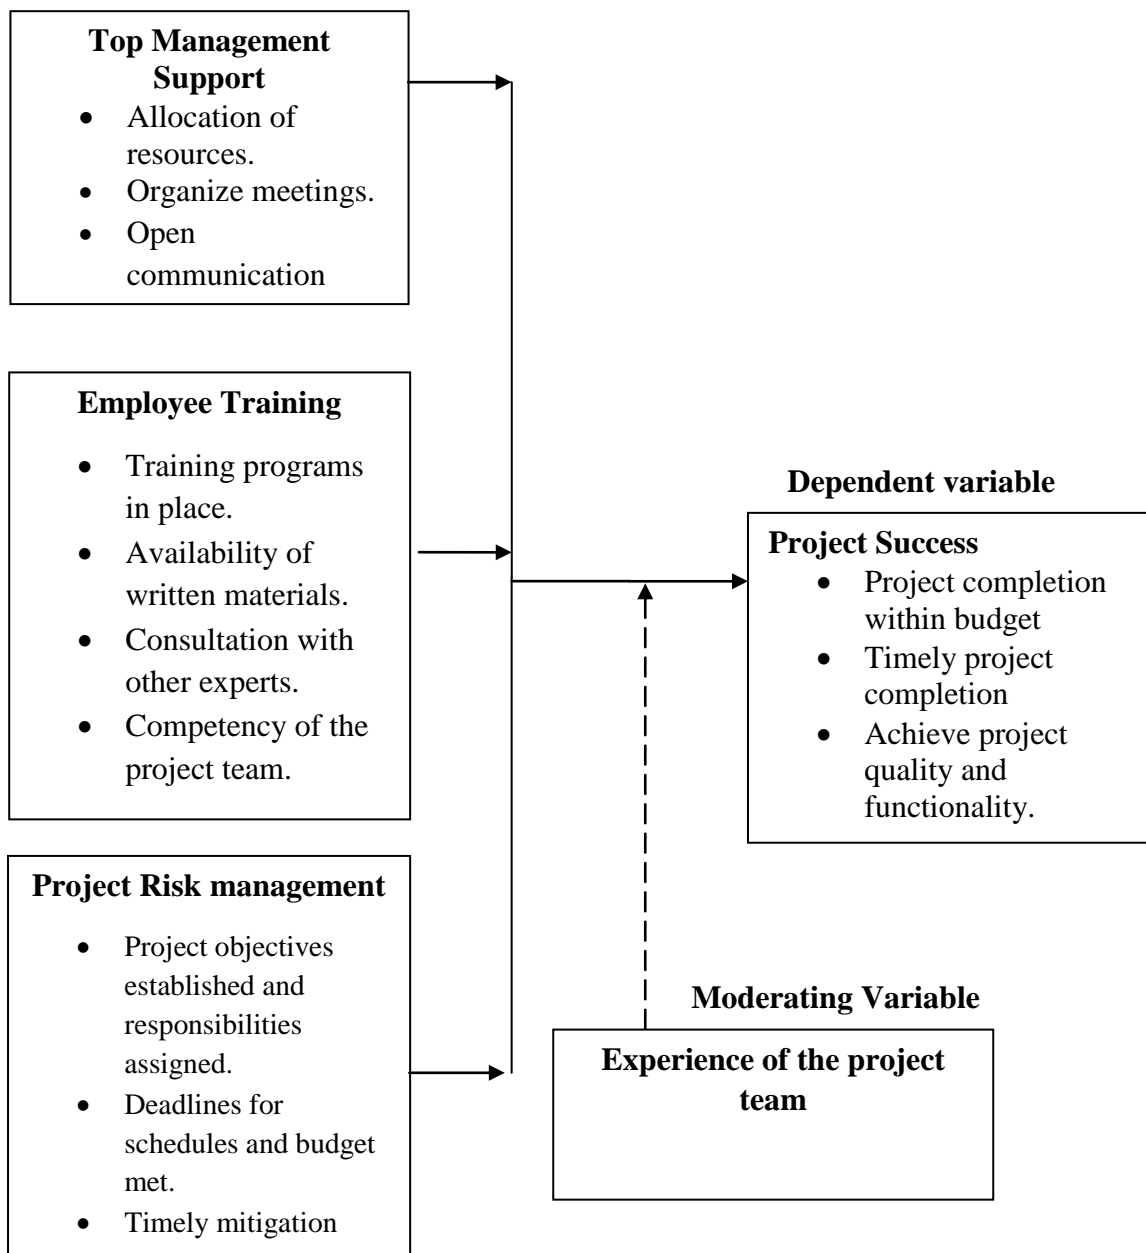 Top Management
Support
• Allocation of
resources.
• Organize meetings.
• Open
communication
Employee Training
• Training programs
in place.
• Availability of
written materials.
• Consultation with
other experts.
• Competency of the
project team.
Project Risk management
• Project objectives
established and
responsibilities
assigned.
• Deadlines for
schedules and budget
met.
• Timely mitigation
Dependent variable
Project Success
• Project completion
within budget
• Timely project
completion
• Achieve project
quality and
functionality.
Moderating Variable
Experience of the project
team